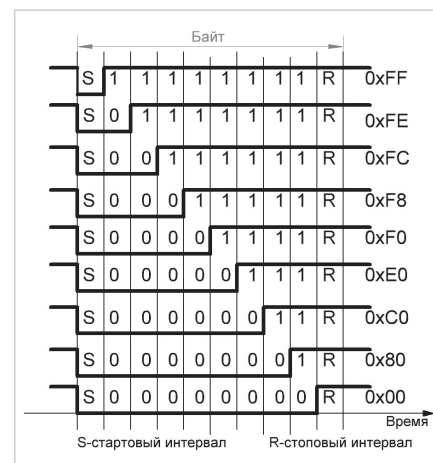 Байт
S 1 1 1 1 1 1 1 1 R 0xFF
S 0 1 1 1 1 1 1 1 R 0xFE
S 0 0 1 1 1 1 1 1 R 0xFC
S 0 0 0 1 1 1 1 1 R 0xF8
S 0 0 0 0 1 1 1 1 R 0xF0
S 0 0 0 0 0 1 1 1 R 0xE0
S 0 0 0 0 0 0 1 1 R 0xC0
S 0 0 0 0 0 0 0 1 R 0x80
S 0 0 0 0 0 0 0 0 R 0x00
Время
S-стартовый интервал R-стоповый интервал